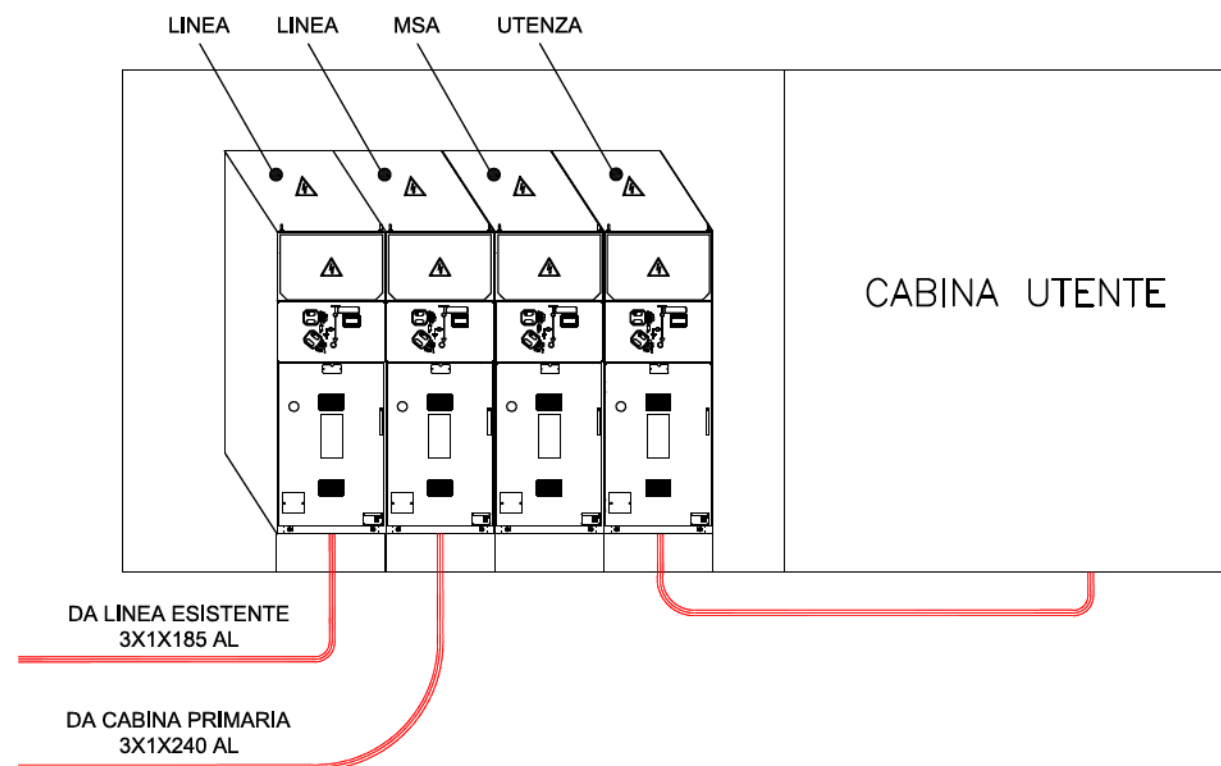 LINEA LINEA MSA UTENZA
CABINA UTENTE
DA LINEA ESISTENTE
3X1X185 AL
DA CABINA PRIMARIA
3X1X240 AL